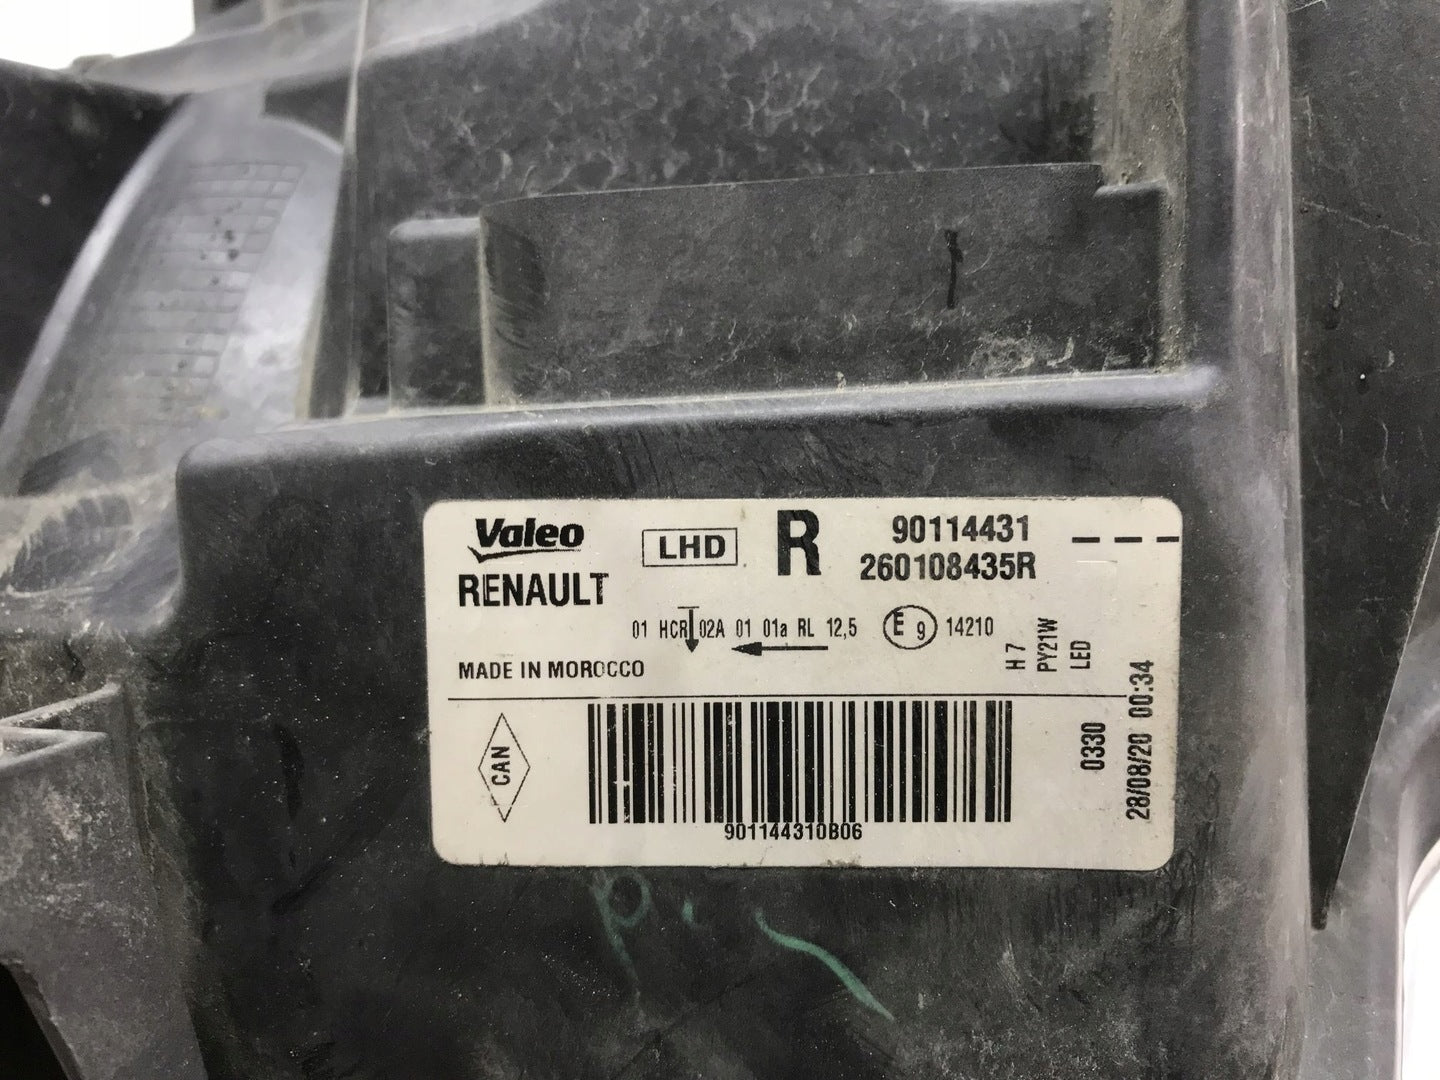 Valeo
RENAULT
LHD
R
90114431
260108435R
01 HCR 02A 01 01a RL 12,5 E 9 14210
MADE IN MOROCCO
H7
PY21W
LED
CAN
901144310B06
0330
28/08/20 00:34